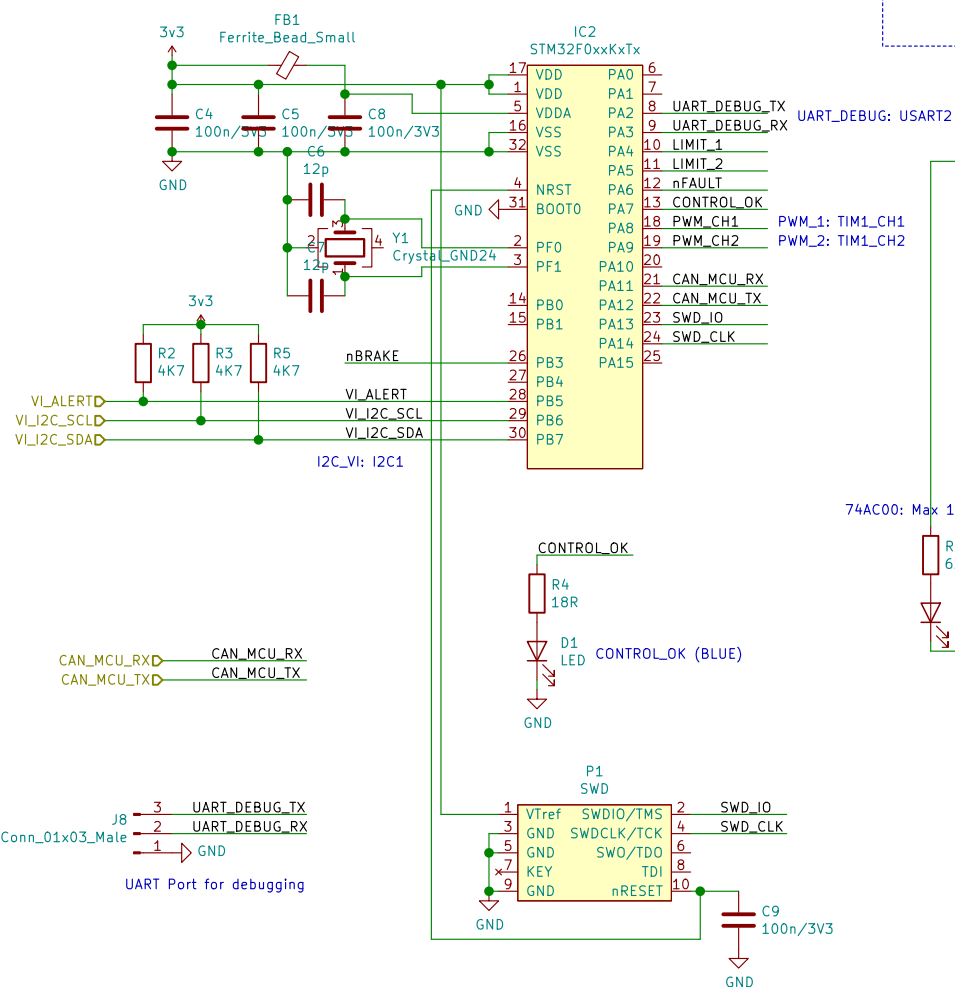 FB1
Ferrite_Bead_Small
3v3
C4
100n/3V3
C5
100n/3V3
C8
100n/3V3
GND
C6
12p
C7
12p
2
3
1
4
Y1
Crystal_GND24
IC2
STM32F0xxKxTx
17 VDD
1 VDD
5 VDDA
16 VSS
32 VSS
4 NRST
GND
31 BOOT0
2 PF0
3 PF1
14 PB0
15 PB1
nBRAKE 26 PB3
27 PB4
VI_ALERT 28 PB5
VI_I2C_SCL 29 PB6
VI_I2C_SDA 30 PB7
PA0 6
PA1 7
PA2 8 UART_DEBUG_TX
PA3 9 UART_DEBUG_RX
PA4 10 LIMIT_1
PA5 11 LIMIT_2
PA6 12 nFAULT
PA7 13 CONTROL_OK
PA8 18 PWM_CH1
PA9 19 PWM_CH2
PA10 20
PA11 21 CAN_MCU_RX
PA12 22 CAN_MCU_TX
PA13 23 SWD_IO
PA14 24 SWD_CLK
PA15 25
UART_DEBUG: USART2
PWM_1: TIM1_CH1
PWM_2: TIM1_CH2
3v3
R2
4K7
R3
4K7
R5
4K7
VI_ALERT
VI_I2C_SCL
VI_I2C_SDA
I2C_VI: I2C1
74AC00: Max 1
R
6
CONTROL_OK
R4
18R
D1
LED
CONTROL_OK (BLUE)
GND
CAN_MCU_RX CAN_MCU_RX
CAN_MCU_TX CAN_MCU_TX
J8
Conn_01x03_Male
3 UART_DEBUG_TX
2 UART_DEBUG_RX
1 GND
UART Port for debugging
P1
SWD
1 VTref SWDIO/TMS 2 SWD_IO
3 GND SWDCLK/TCK 4 SWD_CLK
5 GND SWO/TDO 6
7 KEY TDI 8
9 GND nRESET 10
GND
C9
100n/3V3
GND